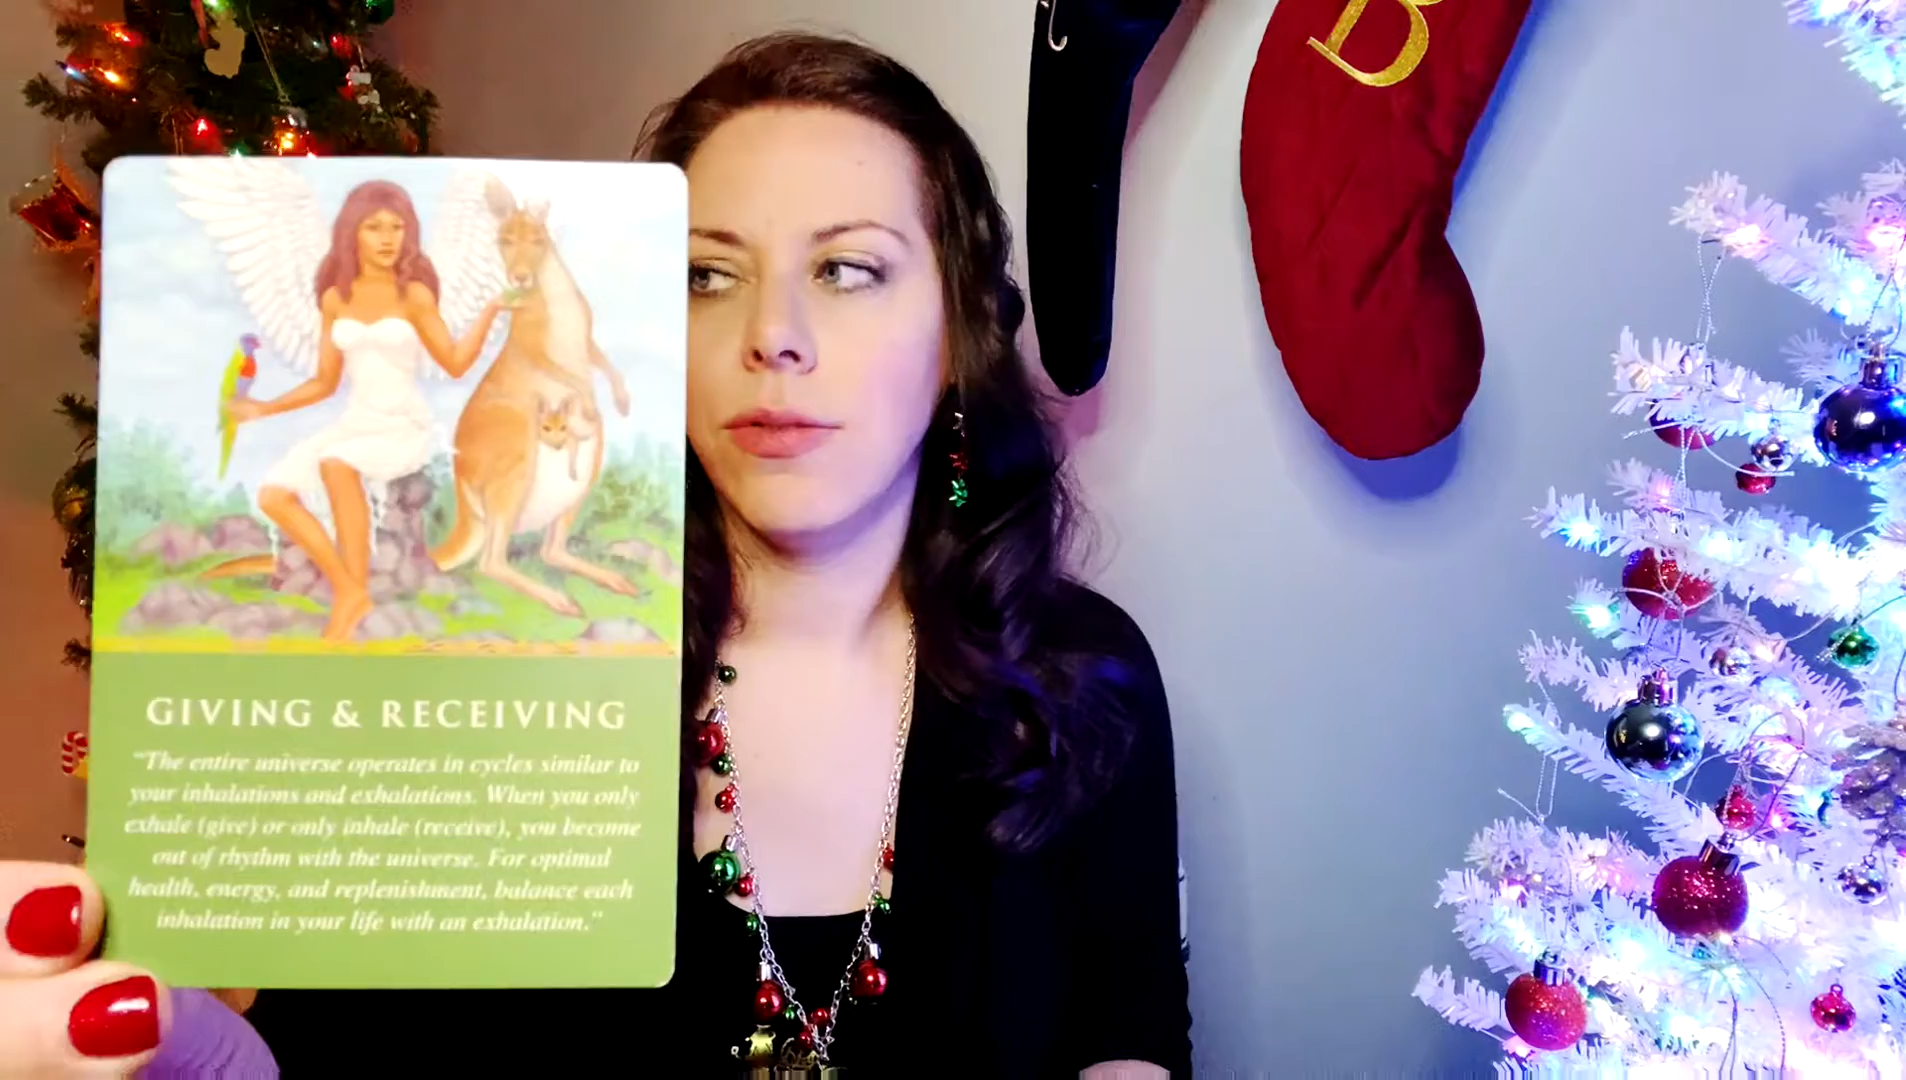 B
GIVING & RECEIVING
“The entire universe operates in cycles similar to
your inhalations and exhalations. When you only
exhale (give) or only inhale (receive), you become
out of rhythm with the universe. For optimal
health, energy, and replenishment, balance each
inhalation in your life with an exhalation.”